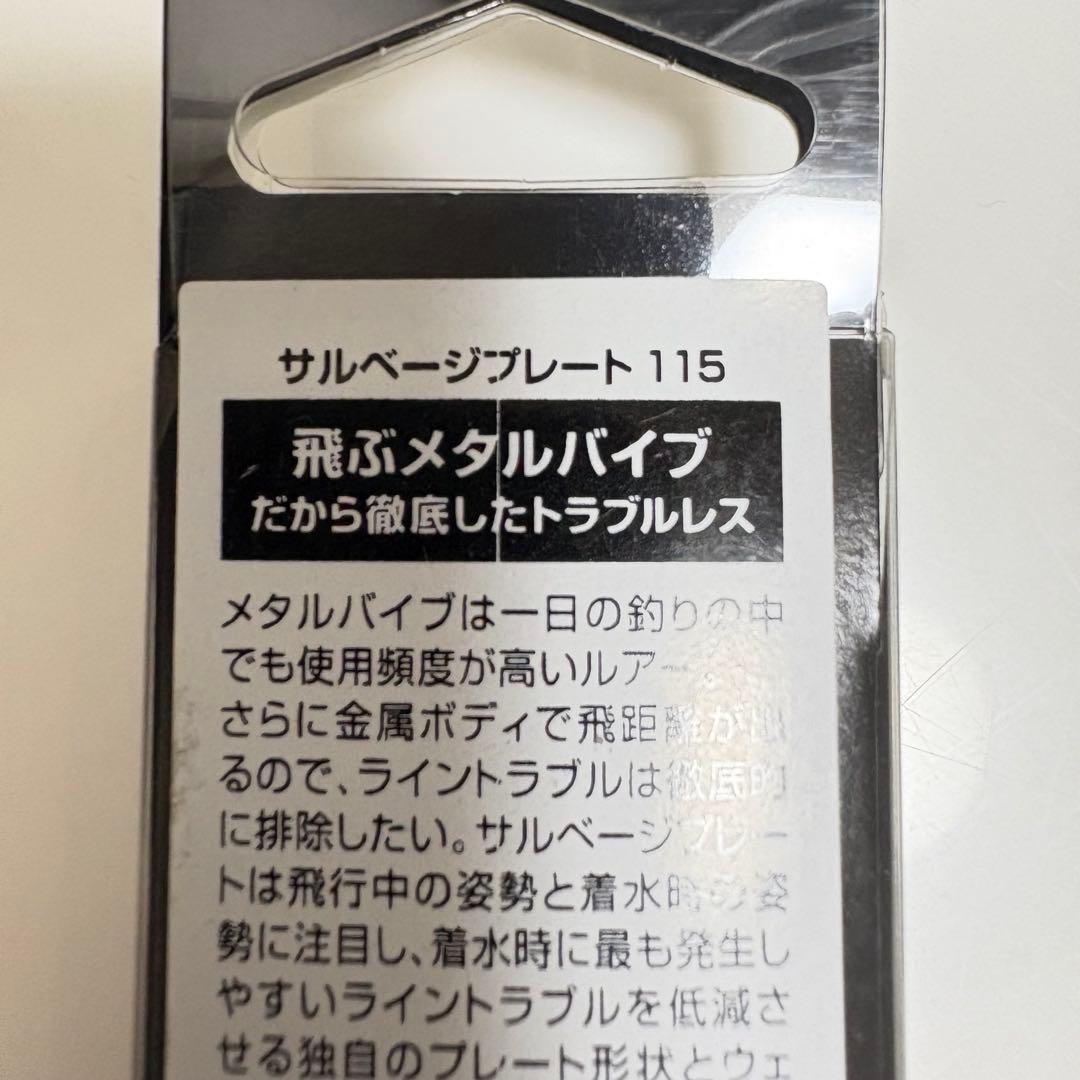 サルベージプレート 115
飛ぶメタルバイブ
だから徹底したトラブルレス
メタルバイブは一日の釣りの中
でも使用頻度が高いルアー
さらに金属ボディで飛距離が
るので、ライントラブルは徹底的
に排除したい。サルベージプレー
トは飛行中の姿勢と着水時の姿
勢に注目し、着水時に最も発生し
やすいライントラブルを低減さ
せる独自のプレート形状とウェ